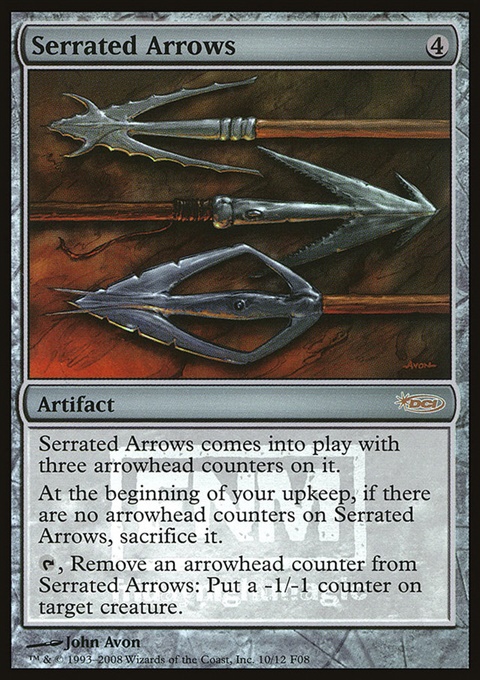 Serrated Arrows 4
AVON
Artifact
DCI
Serrated Arrows comes into play with
three arrowhead counters on it.
At the beginning of your upkeep, if there
are no arrowhead counters on Serrated
Arrows, sacrifice it.
, Remove an arrowhead counter from
Serrated Arrows: Put a -1/-1 counter on
target creature.
FNM
John Avon
™ & © 1993–2008 Wizards of the Coast, Inc. 10/12 F08